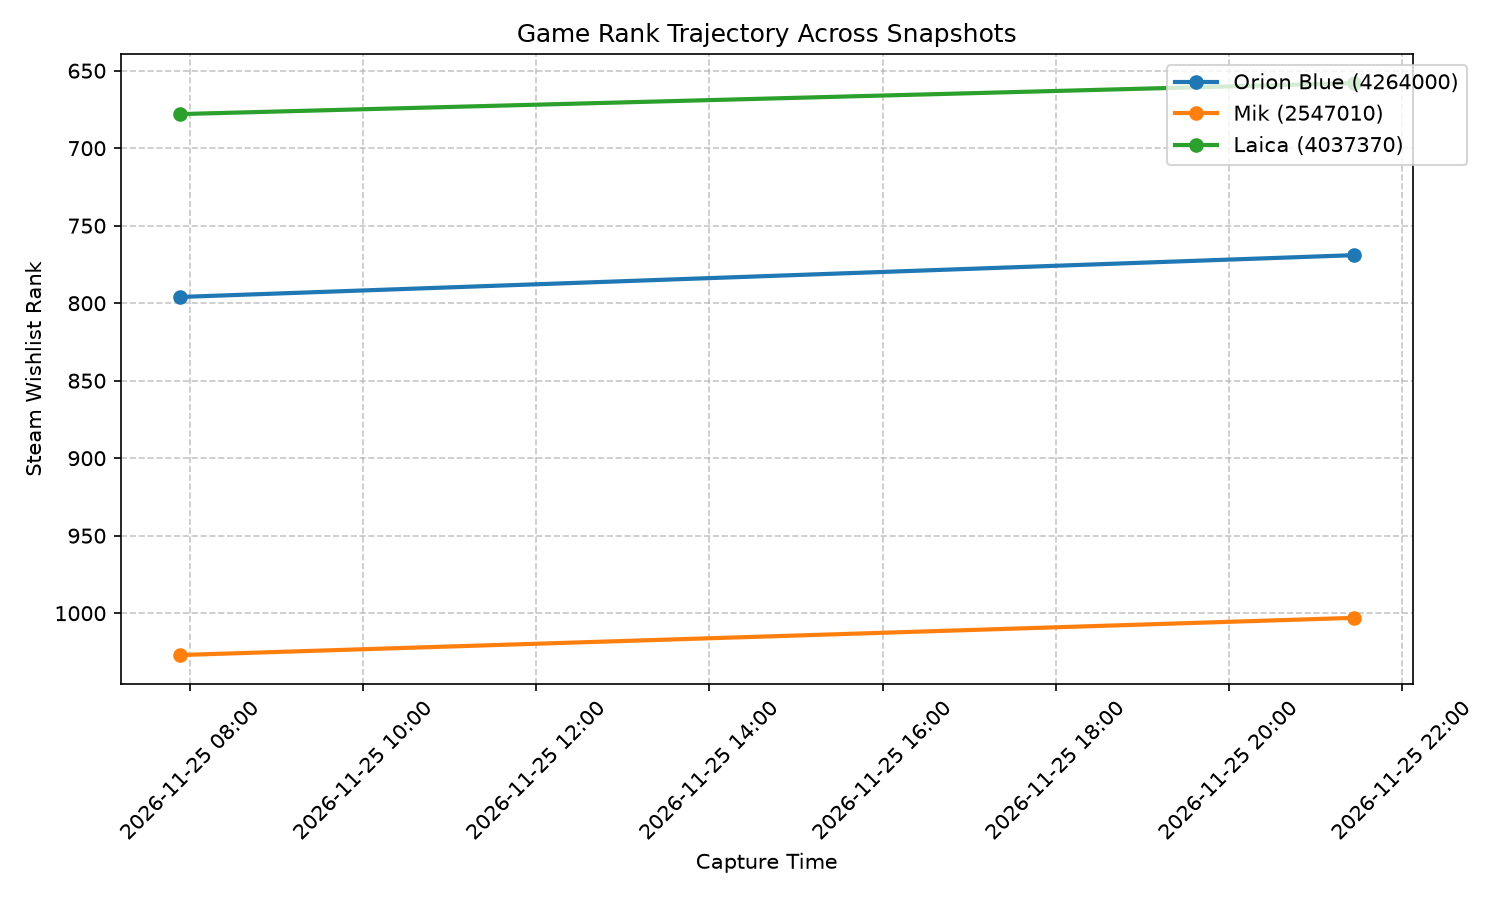 Game Rank Trajectory Across Snapshots
Orion Blue (4264000)
Mik (2547010)
Laica (4037370)
Steam Wishlist Rank
650
700
750
800
850
900
950
1000
2026-11-25 08:00
2026-11-25 10:00
2026-11-25 12:00
2026-11-25 14:00
2026-11-25 16:00
2026-11-25 18:00
2026-11-25 20:00
2026-11-25 22:00
Capture Time